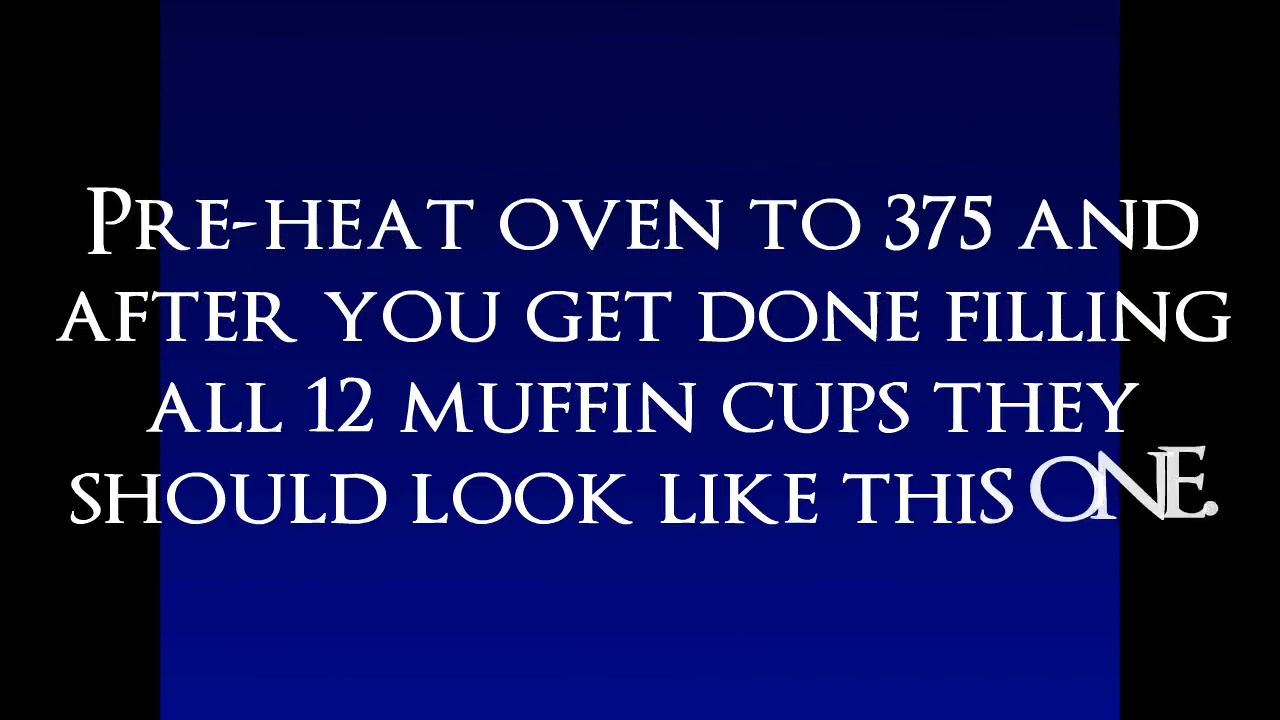 Pre-heat oven to 375 and
after you get done filling
all 12 muffin cups they
should look like this one.